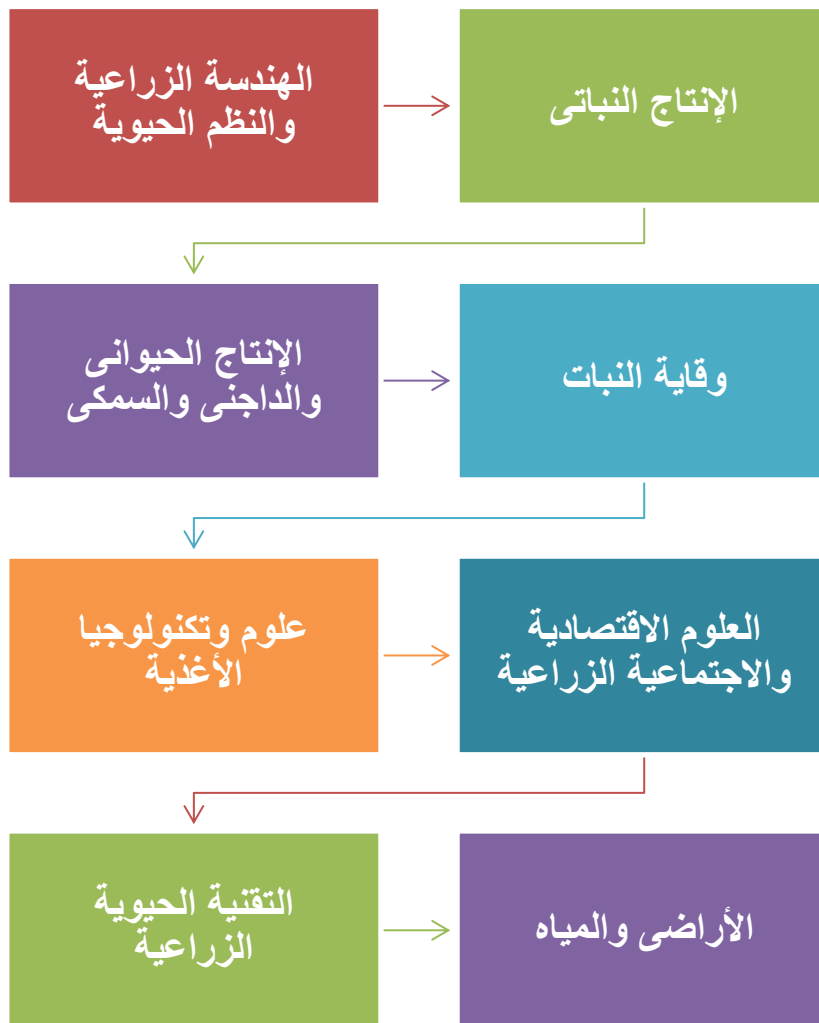 الهندسة الزراعية
والنظم الحيوية
الإنتاج النباتى
الإنتاج الحيوانى
والداجنى والسمكى
وقاية النبات
علوم وتكنولوجيا
الأغذية
العلوم الاقتصادية
والاجتماعية الزراعية
التقنية الحيوية
الزراعية
الأراضى والمياه